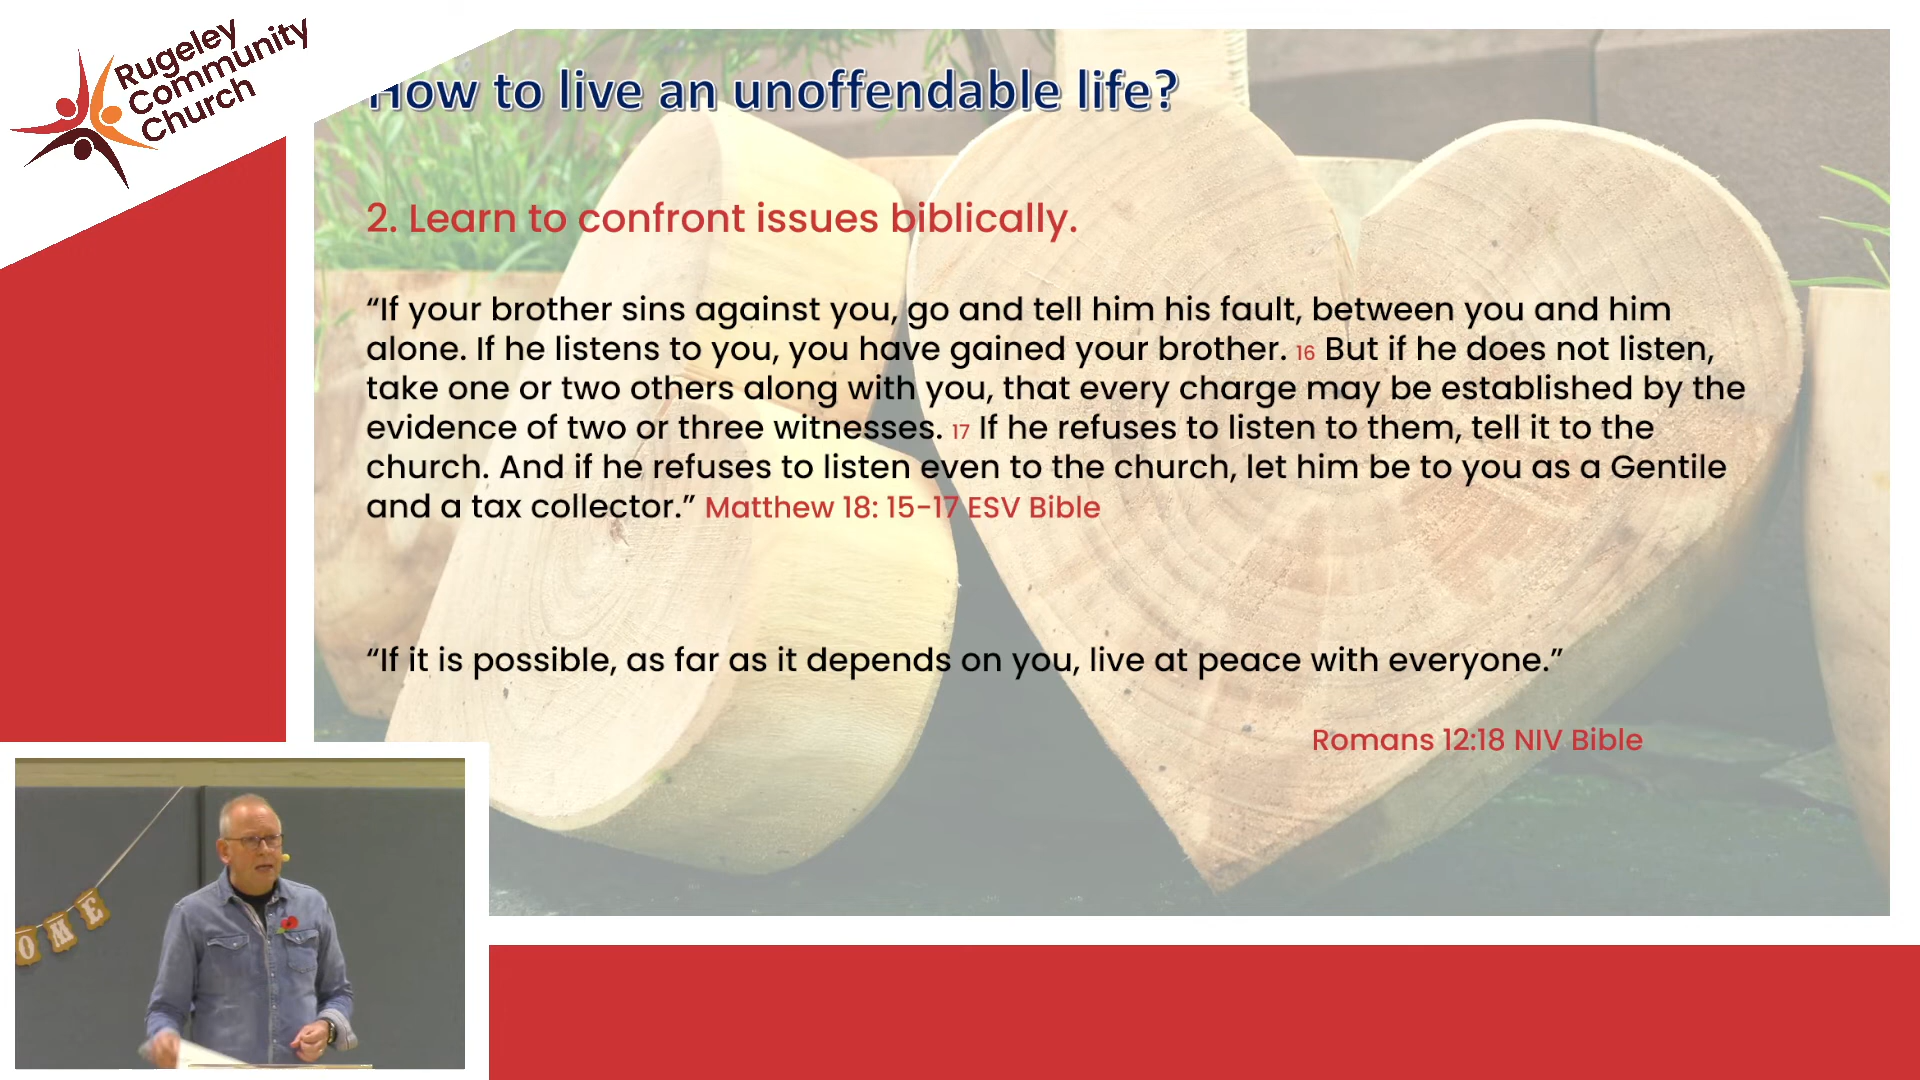 Rugeley
Community
Church
How to live an unoffendable life?
2. Learn to confront issues biblically.
“If your brother sins against you, go and tell him his fault, between you and him
alone. If he listens to you, you have gained your brother. 16 But if he does not listen,
take one or two others along with you, that every charge may be established by the
evidence of two or three witnesses. 17 If he refuses to listen to them, tell it to the
church. And if he refuses to listen even to the church, let him be to you as a Gentile
and a tax collector.” Matthew 18: 15-17 ESV Bible
“If it is possible, as far as it depends on you, live at peace with everyone.”
Romans 12:18 NIV Bible
OME